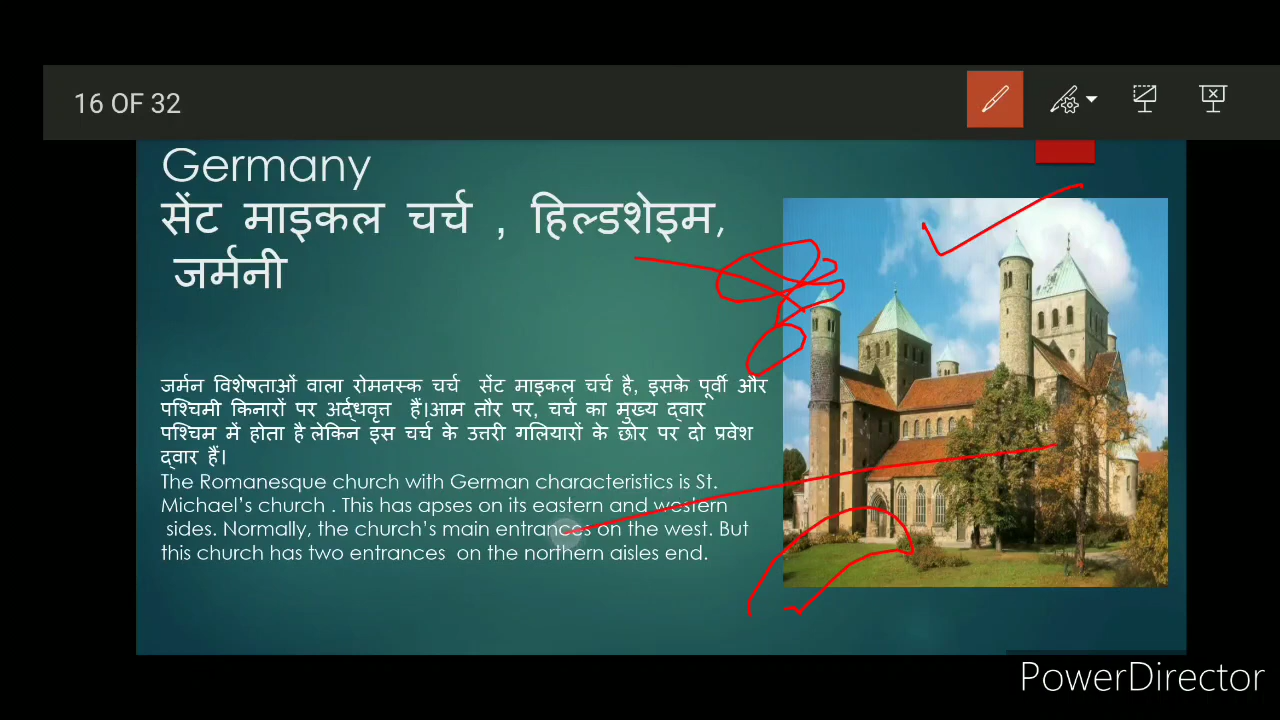 16 OF 32
Germany
सेंट माइकल चर्च , हिल्डशेइम,
जर्मनी
जर्मन विशेषताओं वाला रोमनस्क चर्च सेंट माइकल चर्च है, इसके पूर्वी और
पश्चिमी किनारों पर अर्द्धवृत्त हैं।आम तौर पर, चर्च का मुख्य द्वार
पश्चिम में होता है लेकिन इस चर्च के उत्तरी गलियारों के छोर पर दो प्रवेश
द्वार हैं।
The Romanesque church with German characteristics is St.
Michael's church . This has apses on its eastern and western
sides. Normally, the church's main entrances on the west. But
this church has two entrances on the northern aisles end.
PowerDirector